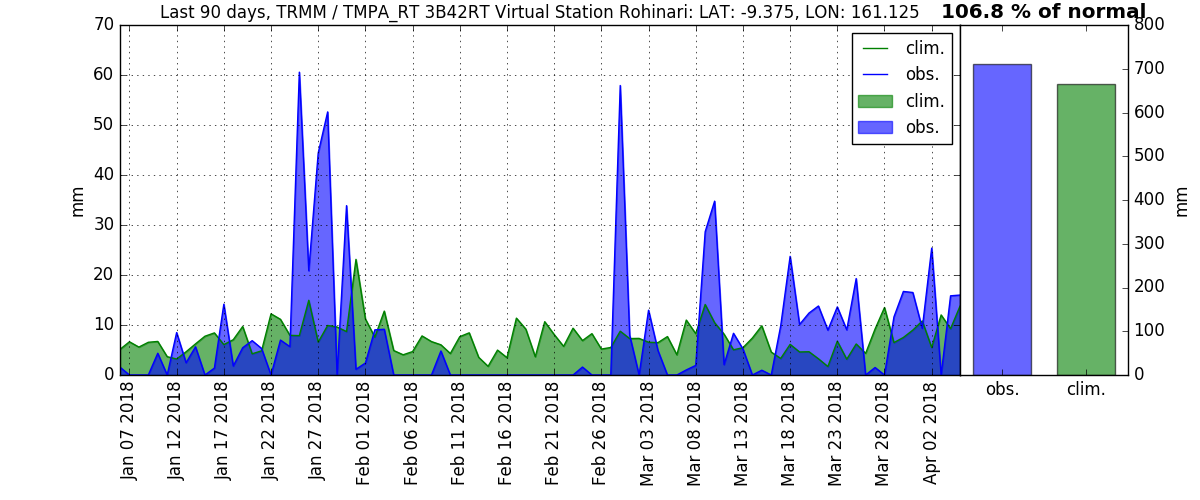 Last 90 days, TRMM / TMPA_RT 3B42RT Virtual Station Rohinari: LAT: -9.375, LON: 161.125
106.8 % of normal
70
60
50
40
30
20
10
0
mm
clim.
obs.
clim.
obs.
Jan 07 2018
Jan 12 2018
Jan 17 2018
Jan 22 2018
Jan 27 2018
Feb 01 2018
Feb 06 2018
Feb 11 2018
Feb 16 2018
Feb 21 2018
Feb 26 2018
Mar 03 2018
Mar 08 2018
Mar 13 2018
Mar 18 2018
Mar 23 2018
Mar 28 2018
Apr 02 2018
800
700
600
500
400
300
200
100
0
mm
obs.
clim.